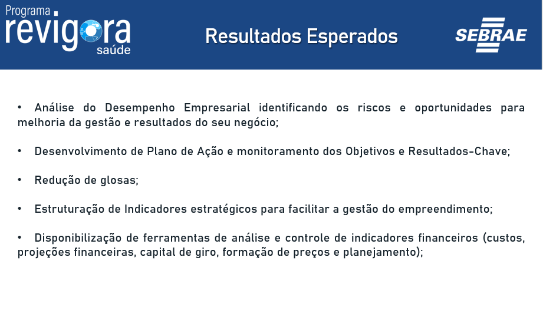 Programa
revigora
saúde
Resultados Esperados
SEBRAE
• Análise do Desempenho Empresarial identificando os riscos e oportunidades para
melhoria da gestão e resultados do seu negócio;
• Desenvolvimento de Plano de Ação e monitoramento dos Objetivos e Resultados-Chave;
• Redução de glosas;
• Estruturação de Indicadores estratégicos para facilitar a gestão do empreendimento;
• Disponibilização de ferramentas de análise e controle de indicadores financeiros (custos,
projeções financeiras, capital de giro, formação de preços e planejamento);